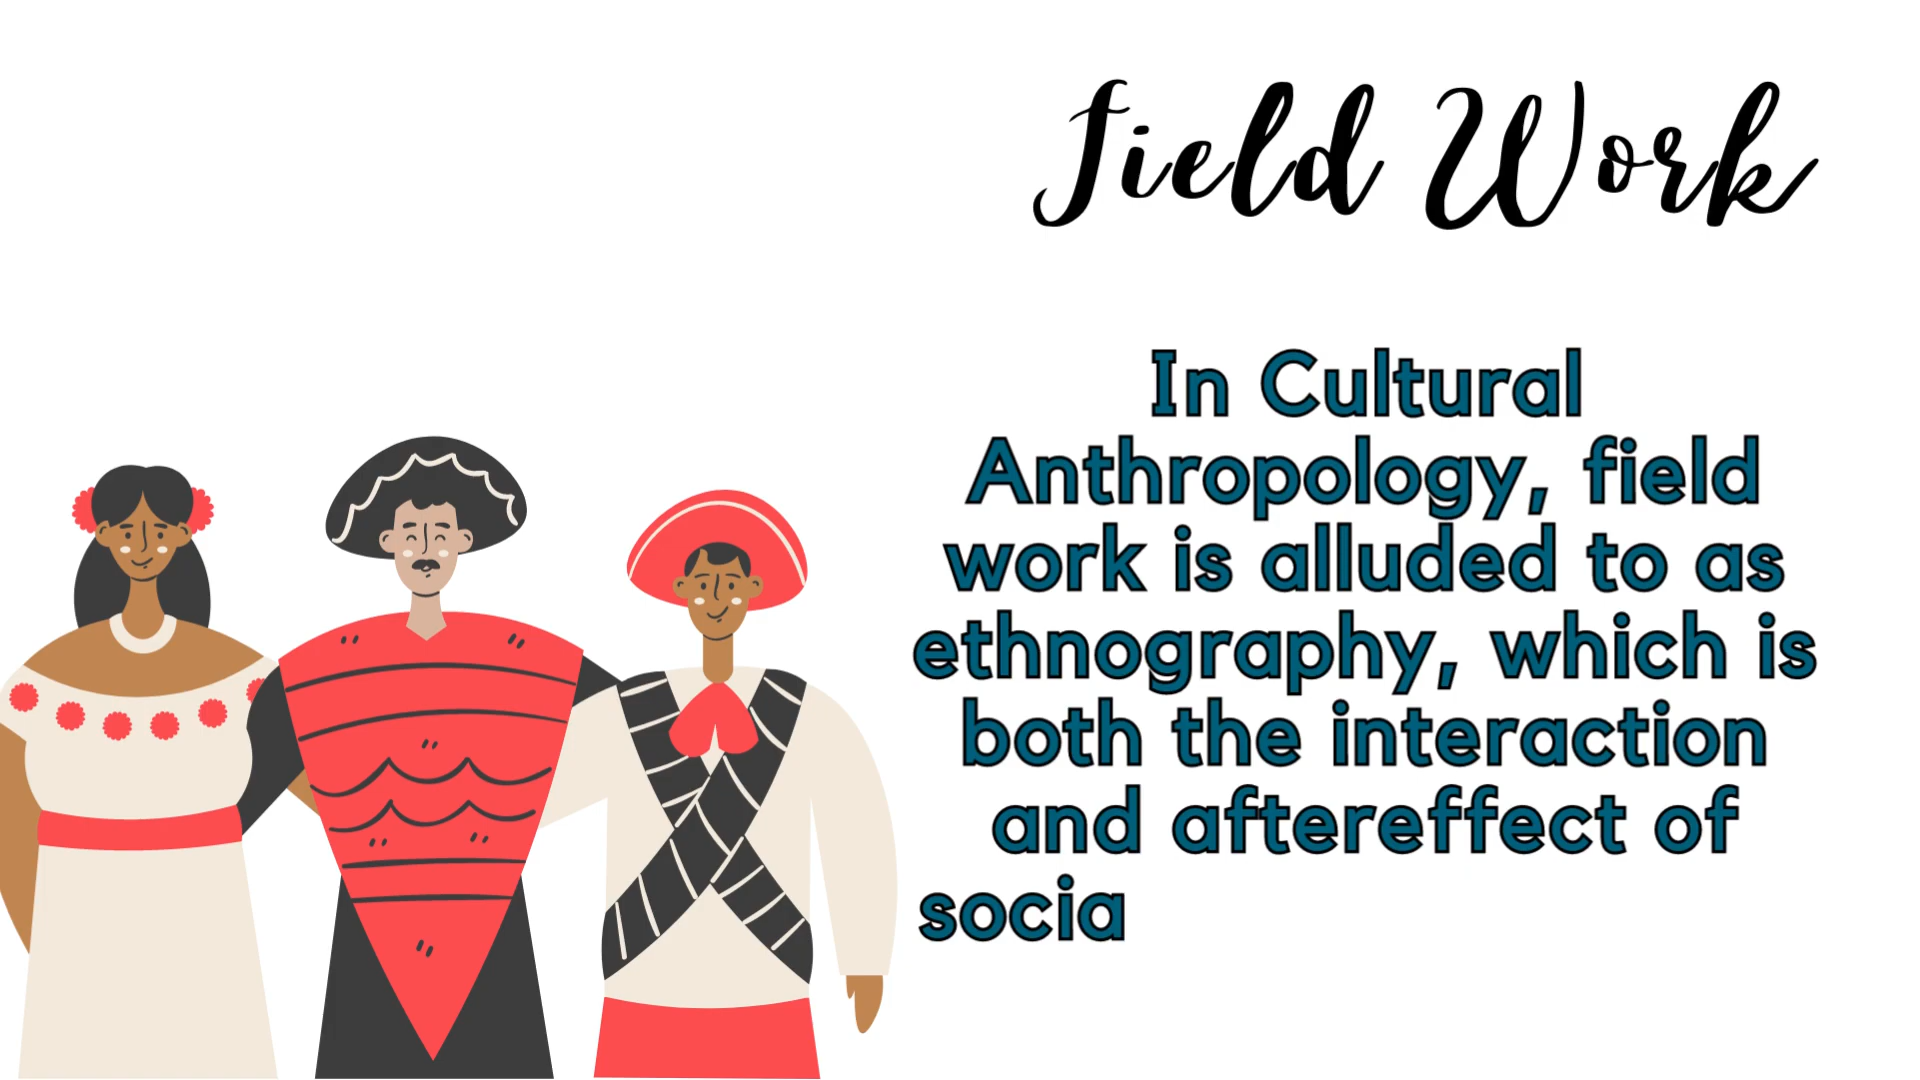 Field Work
In Cultural
Anthropology, field
work is alluded to as
ethnography, which is
both the interaction
and aftereffect of
socia